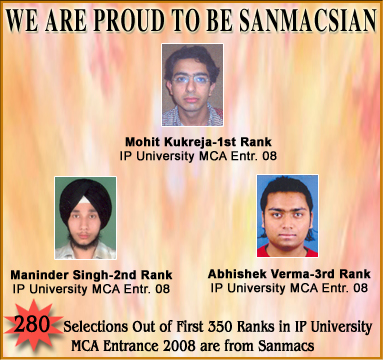 WE ARE PROUD TO BE SANMACSIAN
Mohit Kukreja-1st Rank
IP University MCA Entr. 08
Maninder Singh-2nd Rank
IP University MCA Entr. 08
Abhishek Verma-3rd Rank
IP University MCA Entr. 08
280 Selections Out of First 350 Ranks in IP University
MCA Entrance 2008 are from Sanmacs